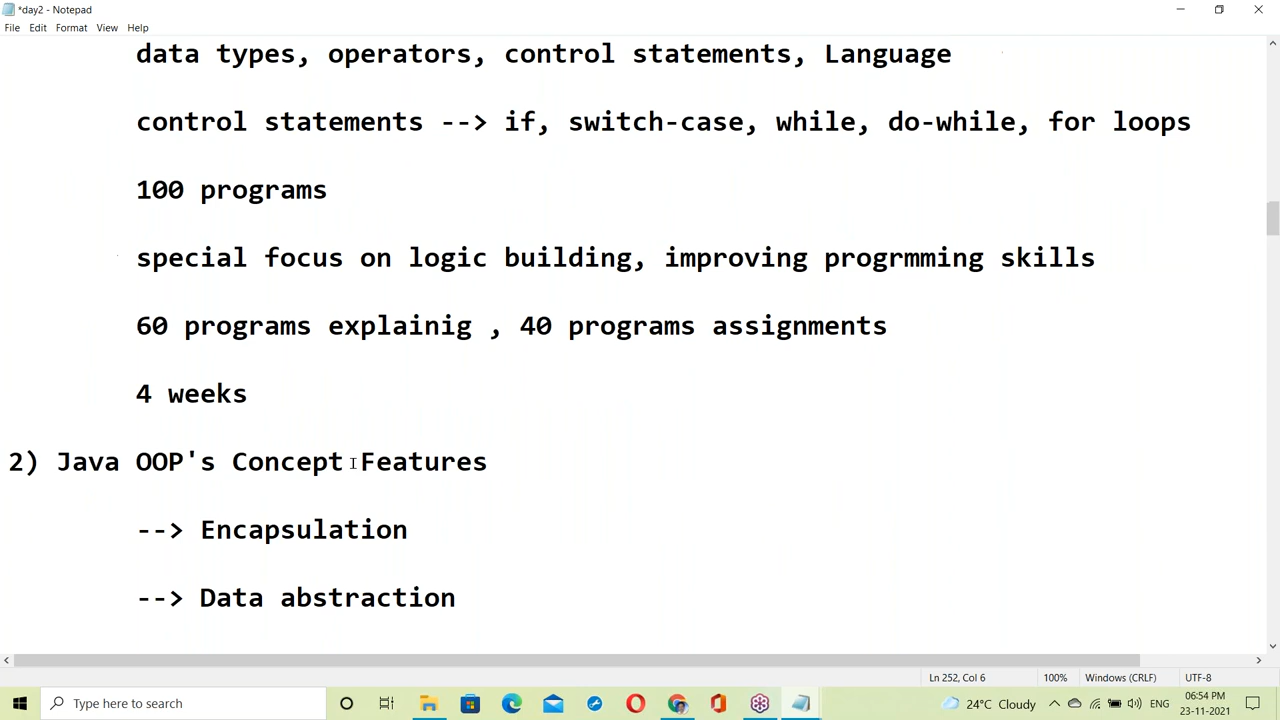 *day2 - Notepad
File Edit Format View Help
data types, operators, control statements, Language
control statements --> if, switch-case, while, do-while, for loops
100 programs
special focus on logic building, improving progrmming skills
60 programs explainig , 40 programs assignments
4 weeks
2) Java OOP's Concept Features
--> Encapsulation
--> Data abstraction
Ln 252, Col 6 100% Windows (CRLF) UTF-8
Type here to search 24°C Cloudy ENG 06:54 PM
23-11-2021